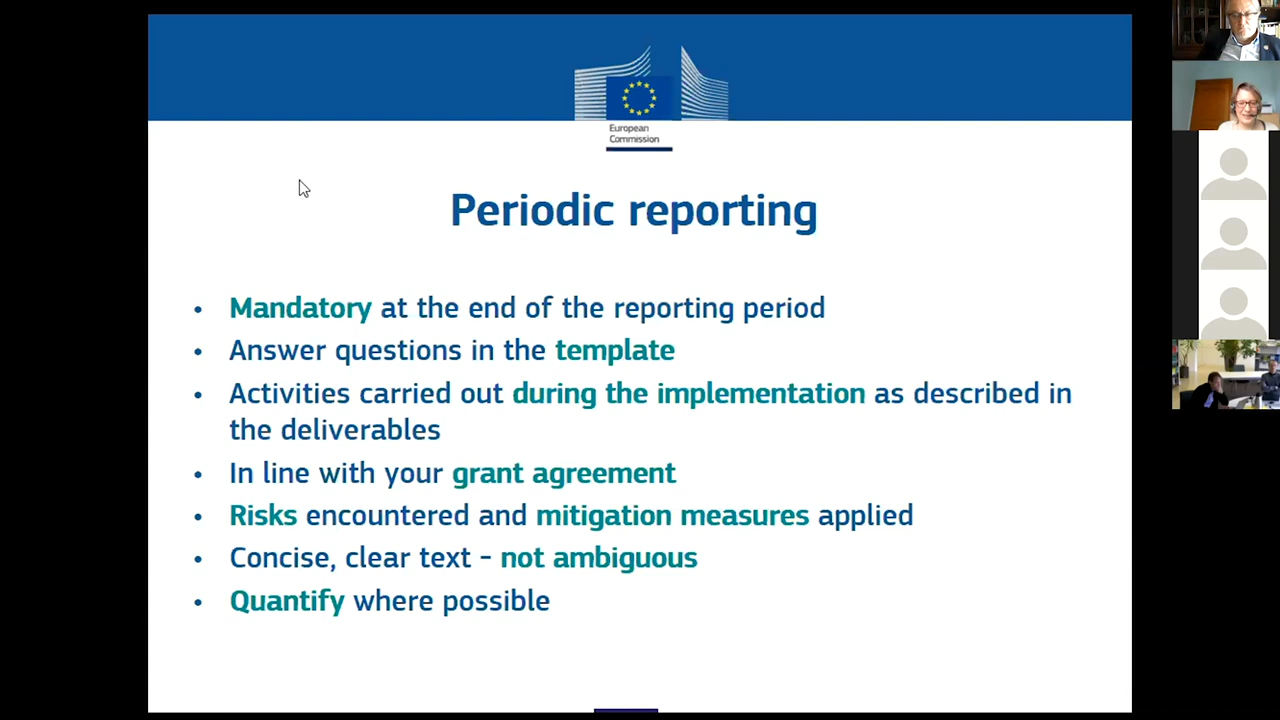 European
Commission
Periodic reporting
• Mandatory at the end of the reporting period
• Answer questions in the template
• Activities carried out during the implementation as described in
the deliverables
• In line with your grant agreement
• Risks encountered and mitigation measures applied
• Concise, clear text - not ambiguous
• Quantify where possible